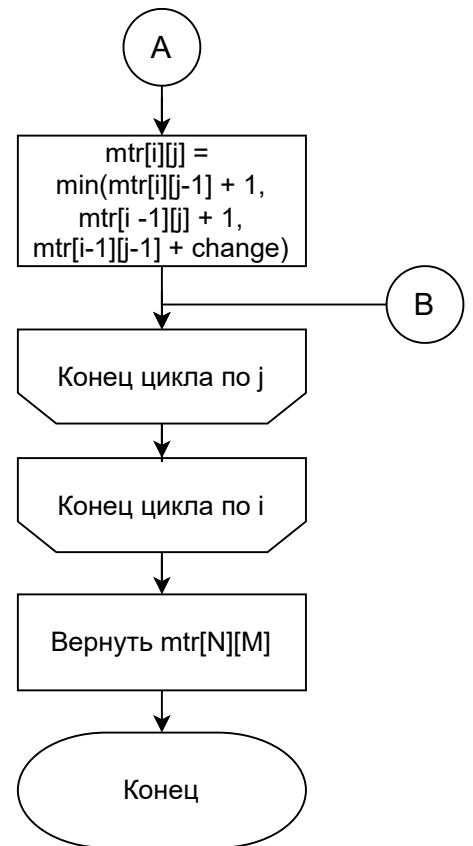 A
mtr[i][j] =
min(mtr[i][j-1] + 1,
mtr[i -1][j] + 1,
mtr[i-1][j-1] + change)
B
Конец цикла по j
Конец цикла по i
Вернуть mtr[N][M]
Конец